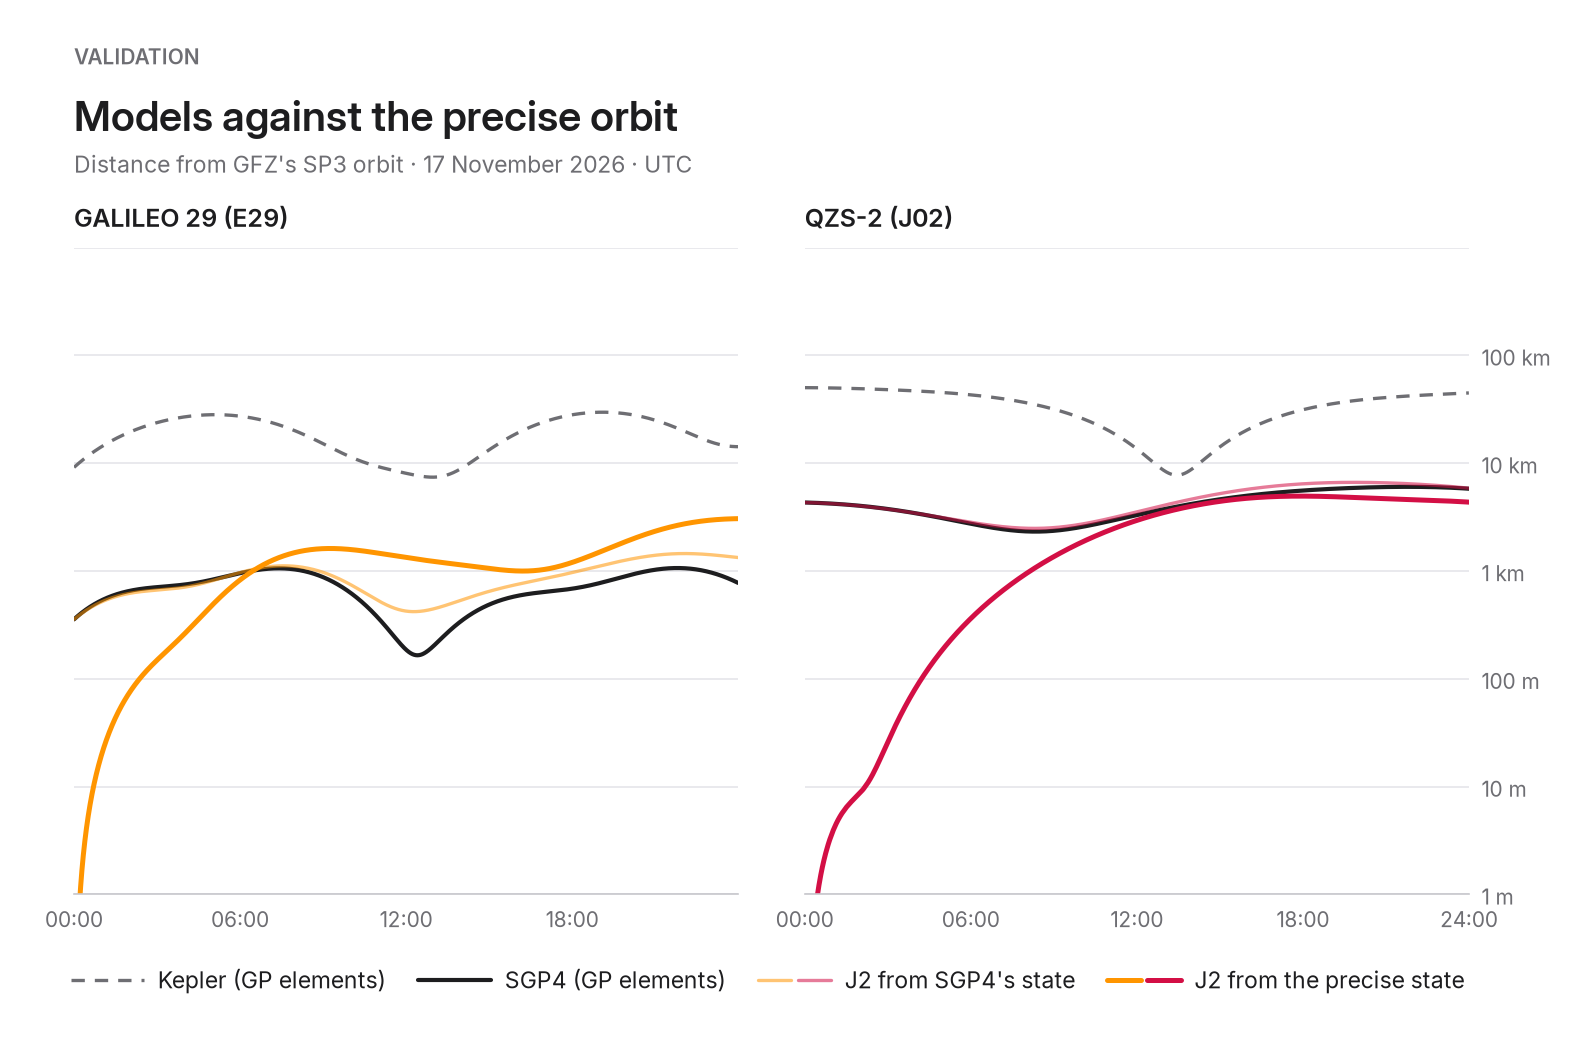 VALIDATION
Models against the precise orbit
Distance from GFZ's SP3 orbit · 17 November 2026 · UTC
GALILEO 29 (E29)
QZS-2 (J02)
100 km
10 km
1 km
100 m
10 m
1 m
00:00 06:00 12:00 18:00
00:00 06:00 12:00 18:00 24:00
Kepler (GP elements) SGP4 (GP elements) J2 from SGP4's state J2 from the precise state